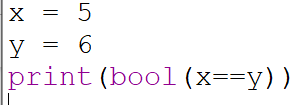 x = 5
y = 6
print(bool(x==y))